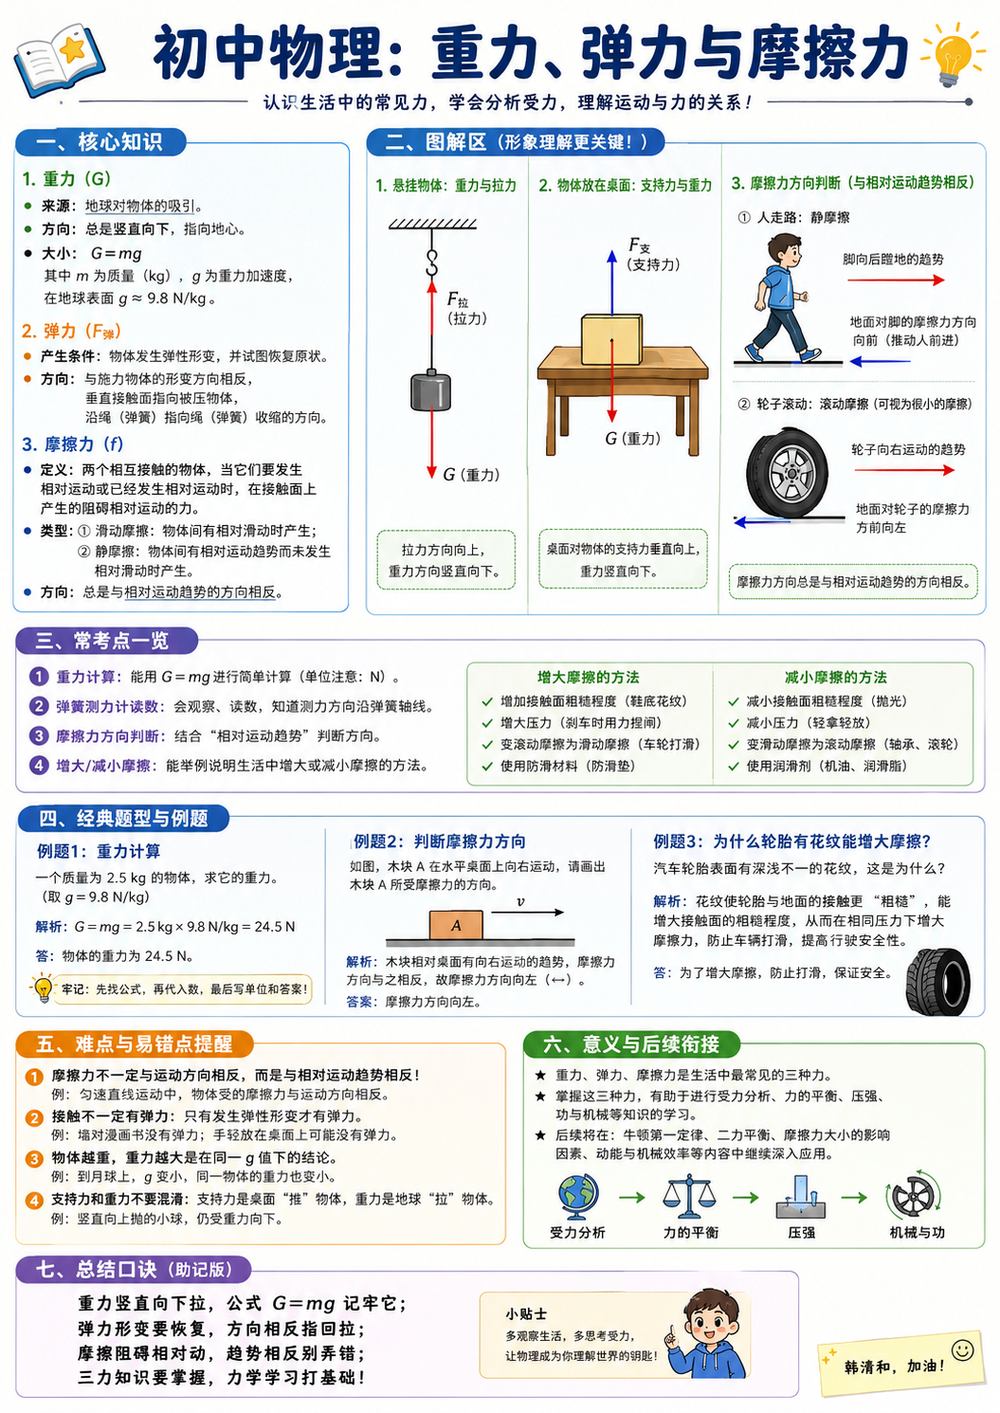 初中物理：重力、弹力与摩擦力
认识生活中的常见力，学会分析受力，理解运动与力的关系！
一、核心知识
1. 重力（G）
● 来源：地球对物体的吸引。
● 方向：总是竖直向下，指向地心。
● 大小： G = mg
其中 m 为质量（kg），g 为重力加速度，
在地球表面 g ≈ 9.8 N/kg。
2. 弹力（F弹）
● 产生条件：物体发生弹性形变，并试图恢复原状。
● 方向：与施力物体的形变方向相反，
垂直接触面指向被压物体，
沿绳（弹簧）指向绳（弹簧）收缩的方向。
3. 摩擦力（f）
● 定义：两个相互接触的物体，当它们要发生
相对运动或已经发生相对运动时，在接触面上
产生的阻碍相对运动的力。
● 类型：① 滑动摩擦：物体间有相对滑动时产生；
② 静摩擦：物体间有相对运动趋势而未发生
相对滑动时产生。
● 方向：总是与相对运动趋势的方向相反。
二、图解区（形象理解更关键！）
1. 悬挂物体：重力与拉力
F拉
（拉力）
G（重力）
拉力方向向上，
重力方向竖直向下。
2. 物体放在桌面：支持力与重力
F支
（支持力）
G（重力）
桌面对物体的支持力垂直向上，
重力竖直向下。
3. 摩擦力方向判断（与相对运动趋势相反）
① 人走路：静摩擦
脚向后蹭地的趋势
地面对脚的摩擦力方向
向前（推动人前进）
② 轮子滚动：滚动摩擦（可视为很小的摩擦）
轮子向右运动的趋势
地面对轮子的摩擦力
方前向左
摩擦力方向总是与相对运动趋势的方向相反。
三、常考点一览
1 重力计算：能用 G = mg 进行简单计算（单位注意：N）。
2 弹簧测力计读数：会观察、读数，知道测力方向沿弹簧轴线。
3 摩擦力方向判断：结合“相对运动趋势”判断方向。
4 增大/减小摩擦：能举例说明生活中增大或减小摩擦的方法。
增大摩擦的方法
✓ 增加接触面粗糙程度（鞋底花纹）
✓ 增大压力（刹车时用力捏闸）
✓ 变滚动摩擦为滑动摩擦（车轮打滑）
✓ 使用防滑材料（防滑垫）
减小摩擦的方法
✓ 减小接触面粗糙程度（抛光）
✓ 减小压力（轻拿轻放）
✓ 变滑动摩擦为滚动摩擦（轴承、滚轮）
✓ 使用润滑剂（机油、润滑脂）
四、经典题型与例题
例题1：重力计算
一个质量为 2.5 kg 的物体，求它的重力。
（取 g = 9.8 N/kg）
解析：G = mg = 2.5 kg × 9.8 N/kg = 24.5 N
答：物体的重力为 24.5 N。
牢记：先找公式，再代入数，最后写单位和答案！
例题2：判断摩擦力方向
如图，木块 A 在水平桌面上向右运动，请画出
木块 A 所受摩擦力的方向。
v
A
解析：木块相对桌面有向右运动的趋势，摩擦力
方向与之相反，故摩擦力方向向左（↔）。
答案：摩擦力方向向左。
例题3：为什么轮胎有花纹能增大摩擦？
汽车轮胎表面有深浅不一的花纹，这是为什么？
解析：花纹使轮胎与地面的接触更“粗糙”，能
增大接触面的粗糙程度，从而在相同压力下增大
摩擦力，防止车辆打滑，提高行驶安全性。
答：为了增大摩擦，防止打滑，保证安全。
五、难点与易错点提醒
1 摩擦力不一定与运动方向相反，而是与相对运动趋势相反！
例：匀速直线运动中，物体受的摩擦力与运动方向相反。
2 接触不一定有弹力：只有发生弹性形变才有弹力。
例：墙对漫画书没有弹力；手轻放在桌面上可能没有弹力。
3 物体越重，重力越大是在同一 g 值下的结论。
例：到月球上，g 变小，同一物体的重力也变小。
4 支持力和重力不要混淆：支持力是桌面“推”物体，重力是地球“拉”物体。
例：竖直向上抛的小球，仍受重力向下。
六、意义与后续衔接
★ 重力、弹力、摩擦力是生活中最常见的三种力。
★ 掌握这三种力，有助于进行受力分析、力的平衡、压强、
功与机械等知识的学习。
★ 后续将在：牛顿第一定律、二力平衡、摩擦力大小的影响
因素、动能与机械效率等内容中继续深入应用。
受力分析
力的平衡
压强
机械与功
七、总结口诀（助记版）
重力竖直向下拉，公式 G = mg 记牢它；
弹力形变要恢复，方向相反指回拉；
摩擦阻碍相对动，趋势相反别弄错；
三力知识要掌握，力学学习打基础！
小贴士
多观察生活，多思考受力，
让物理成为你理解世界的钥匙！
韩清和，加油！